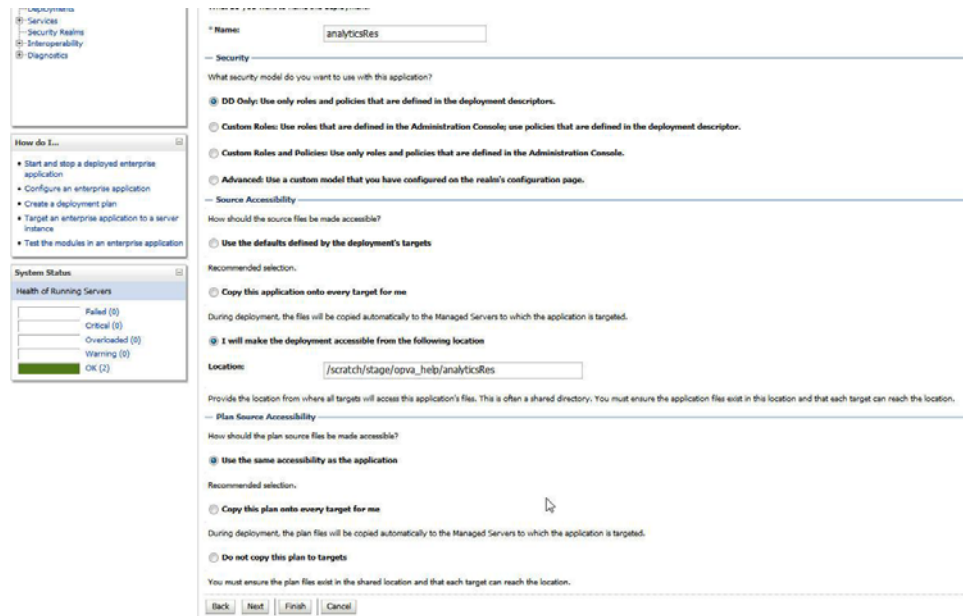 Deployments
Services
Security Realms
Interoperability
Diagnostics
How do I...
Start and stop a deployed enterprise
application
Configure an enterprise application
Create a deployment plan
Target an enterprise application to a server
instance
Test the modules in an enterprise application
System Status
Health of Running Servers
Failed (0)
Critical (0)
Overloaded (0)
Warning (0)
OK (2)
What do you want to name the deployment?
* Name: analyticsRes
Security
What security model do you want to use with this application?
DD Only: Use only roles and policies that are defined in the deployment descriptors.
Custom Roles: Use roles that are defined in the Administration Console; use policies that are defined in the deployment descriptor.
Custom Roles and Policies: Use only roles and policies that are defined in the Administration Console.
Advanced: Use a custom model that you have configured on the realm's configuration page.
Source Accessibility
How should the source files be made accessible?
Use the defaults defined by the deployment's targets
Recommended selection.
Copy this application onto every target for me
During deployment, the files will be copied automatically to the Managed Servers to which the application is targeted.
I will make the deployment accessible from the following location
Location: /scratch/stage/opva_help/analyticsRes
Provide the location from where all targets will access this application's files. This is often a shared directory. You must ensure the application files exist in this location and that each target can reach the location.
Plan Source Accessibility
How should the plan source files be made accessible?
Use the same accessibility as the application
Recommended selection.
Copy this plan onto every target for me
During deployment, the plan files will be copied automatically to the Managed Servers to which the application is targeted.
Do not copy this plan to targets
You must ensure the plan files exist in the shared location and that each target can reach the location.
Back Next Finish Cancel